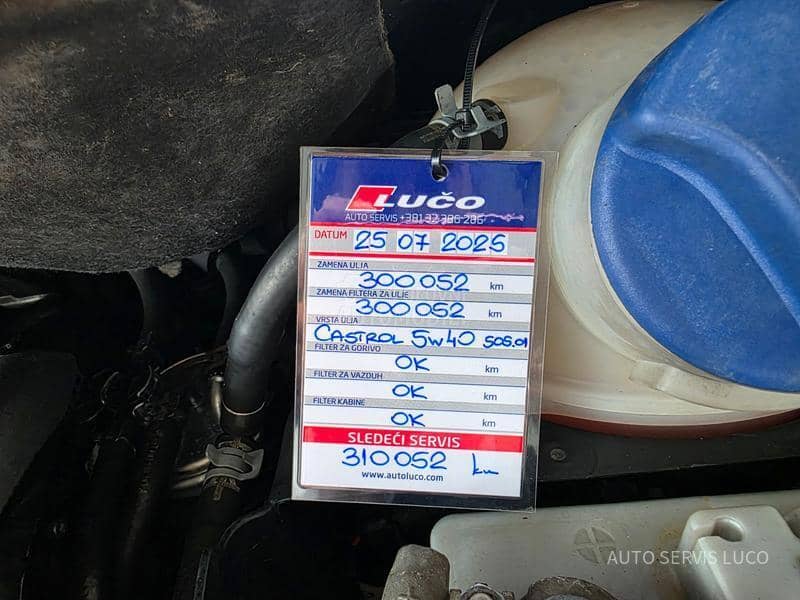 LUČO
AUTO SERVIS +381 32 386 286
DATUM 25 07 2025
ZAMENA ULJA
300 052 km
ZAMENA FILTERA ZA ULJE
300 052 km
VRSTA ULJA
CASTROL 5W40 505.01
FILTER ZA GORIVO
OK km
FILTER ZA VAZDUH
OK km
FILTER KABINE
OK km
SLEDEĆI SERVIS
310 052 km
www.autoluco.com
AUTO SERVIS LUCO